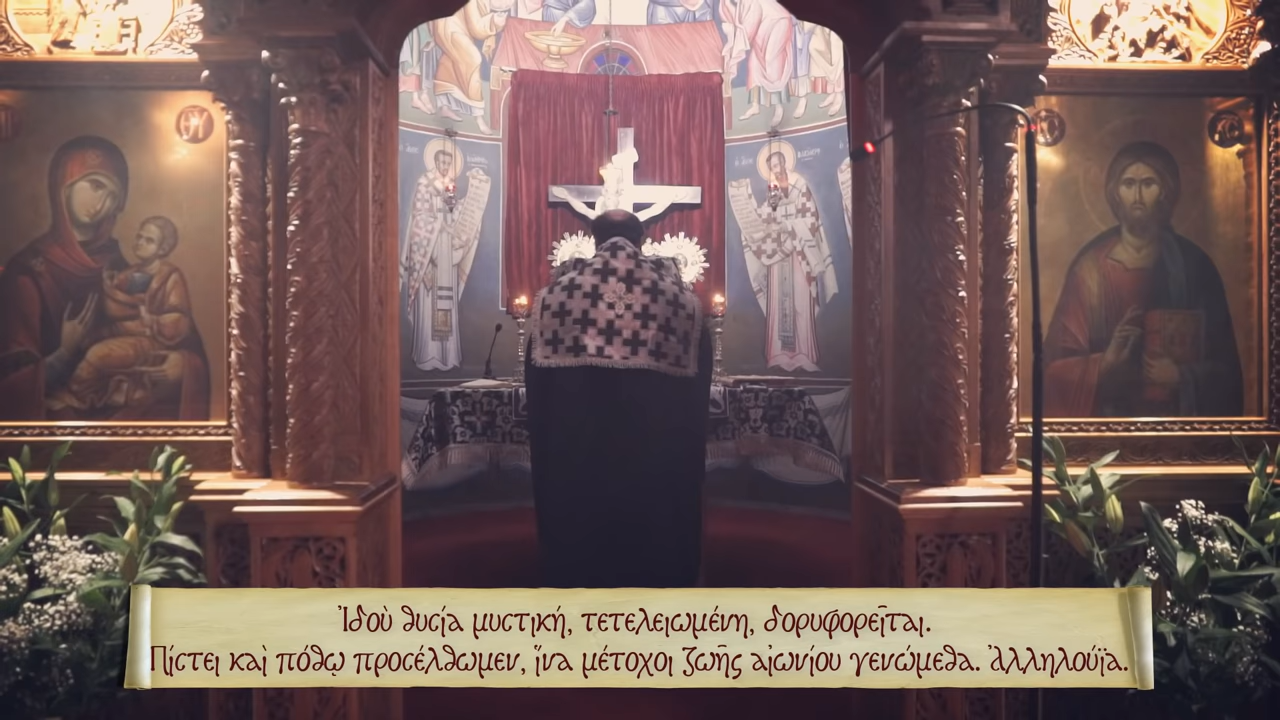 Ἰδοὺ θυσία μυστική, τετελειωμένη, δορυφορεῖται.
Πίστει καὶ πόθῳ προσέλθωμεν, ἵνα μέτοχοι ζωῆς αἰωνίου γενώμεθα. Ἀλληλούϊα.